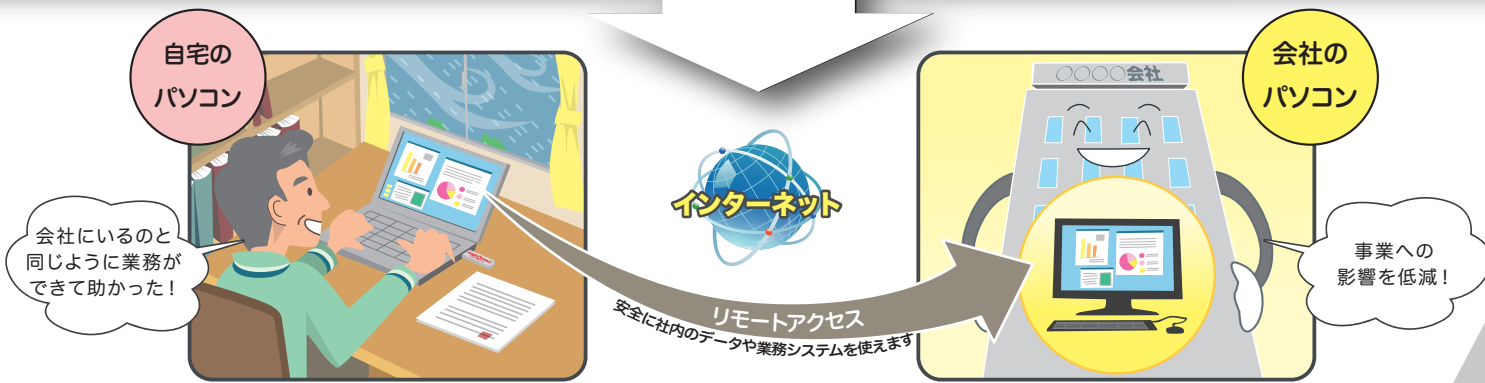 自宅の
パソコン
会社にいるのと
同じように業務が
できて助かった！
インターネット
リモートアクセス
安全に社内のデータや業務システムを使えます
〇〇〇〇会社
会社の
パソコン
事業への
影響を低減！